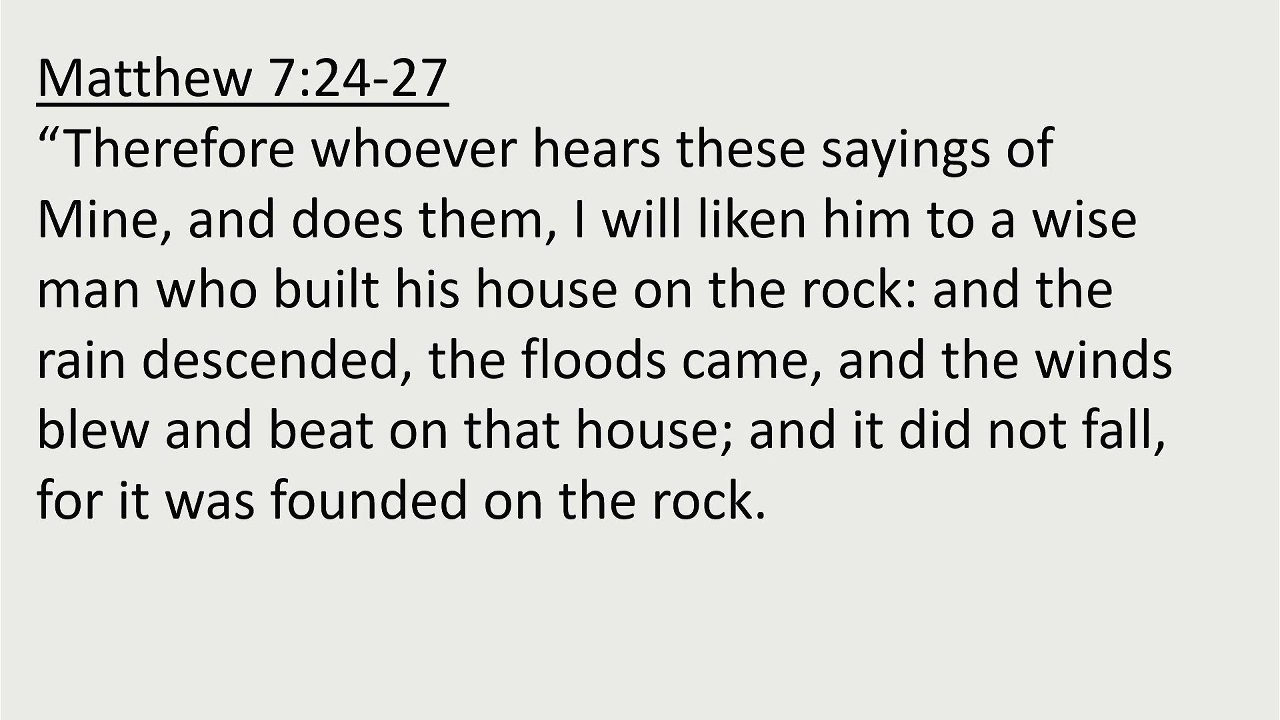 Matthew 7:24-27
“Therefore whoever hears these sayings of
Mine, and does them, I will liken him to a wise
man who built his house on the rock: and the
rain descended, the floods came, and the winds
blew and beat on that house; and it did not fall,
for it was founded on the rock.